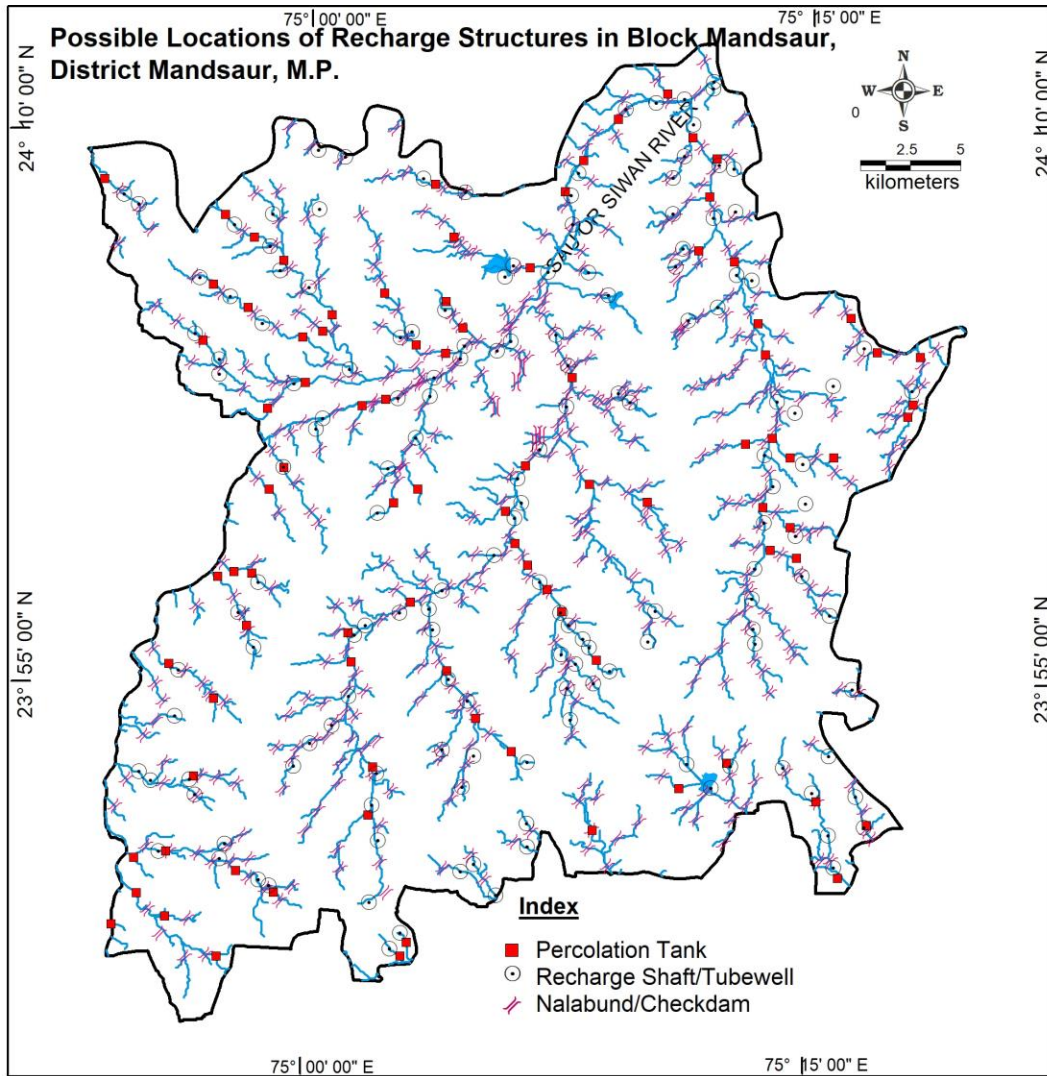 75° 00' 00" E
75° 15' 00" E
Possible Locations of Recharge Structures in Block Mandsaur,
District Mandsaur, M.P.
24° 10' 00" N
24° 10' 00" N
N
W E
S
0
2.5 5
kilometers
SAU OR SIWAN RIVER
23° 55' 00" N
23° 55' 00" N
Index
Percolation Tank
Recharge Shaft/Tubewell
Nalabund/Checkdam
75° 00' 00" E
75° 15' 00" E